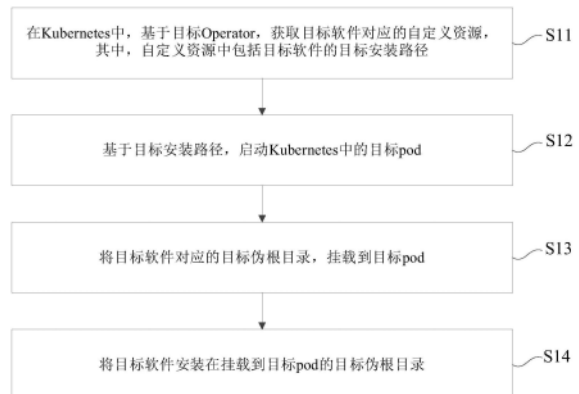 在Kubernetes中，基于目标Operator，获取目标软件对应的自定义资源，
其中，自定义资源中包括目标软件的目标安装路径
S11
基于目标安装路径，启动Kubernetes中的目标pod
S12
将目标软件对应的目标伪根目录，挂载到目标pod
S13
将目标软件安装在挂载到目标pod的目标伪根目录
S14